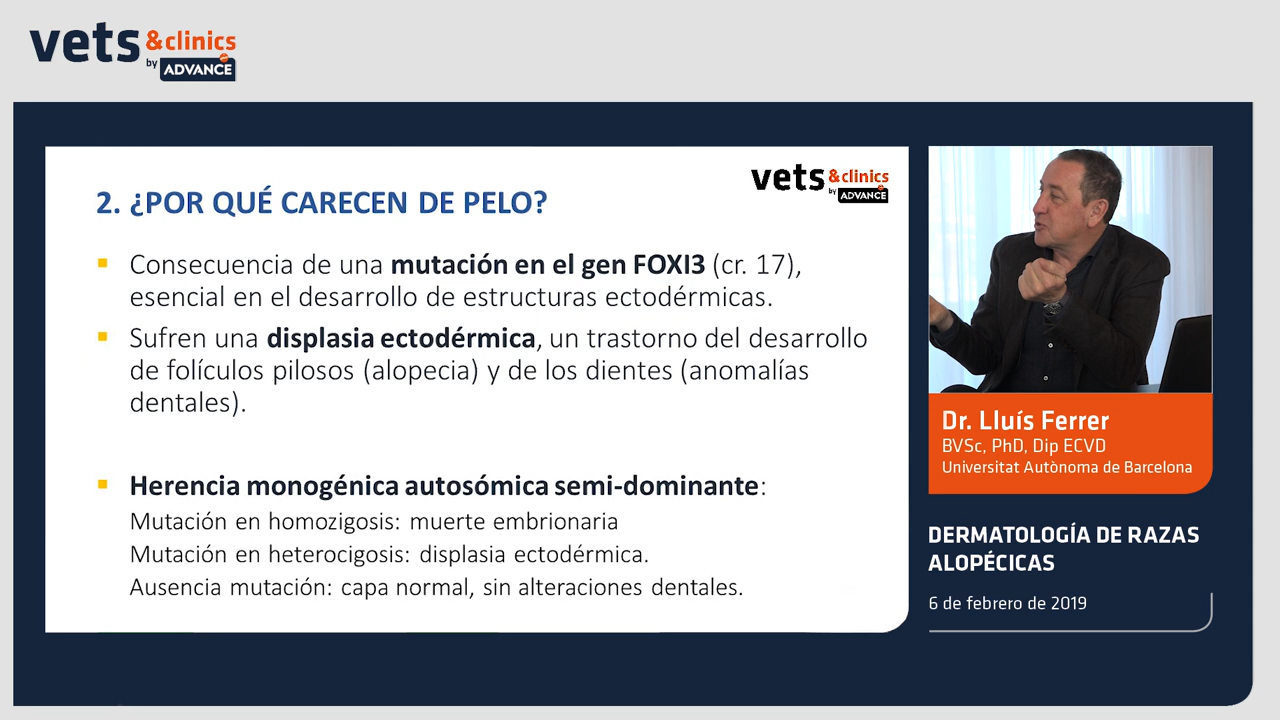 vets &clinics
by ADVANCE
vets &clinics
by ADVANCE
2. ¿POR QUÉ CARECEN DE PELO?
Consecuencia de una mutación en el gen FOXI3 (cr. 17),
esencial en el desarrollo de estructuras ectodérmicas.
Sufren una displasia ectodérmica, un trastorno del desarrollo
de folículos pilosos (alopecia) y de los dientes (anomalías
dentales).
Herencia monogénica autosómica semi-dominante:
Mutación en homozigosis: muerte embrionaria
Mutación en heterocigosis: displasia ectodérmica.
Ausencia mutación: capa normal, sin alteraciones dentales.
Dr. Lluís Ferrer
BVSc, PhD, Dip ECVD
Universitat Autònoma de Barcelona
DERMATOLOGÍA DE RAZAS
ALOPÉCICAS
6 de febrero de 2019